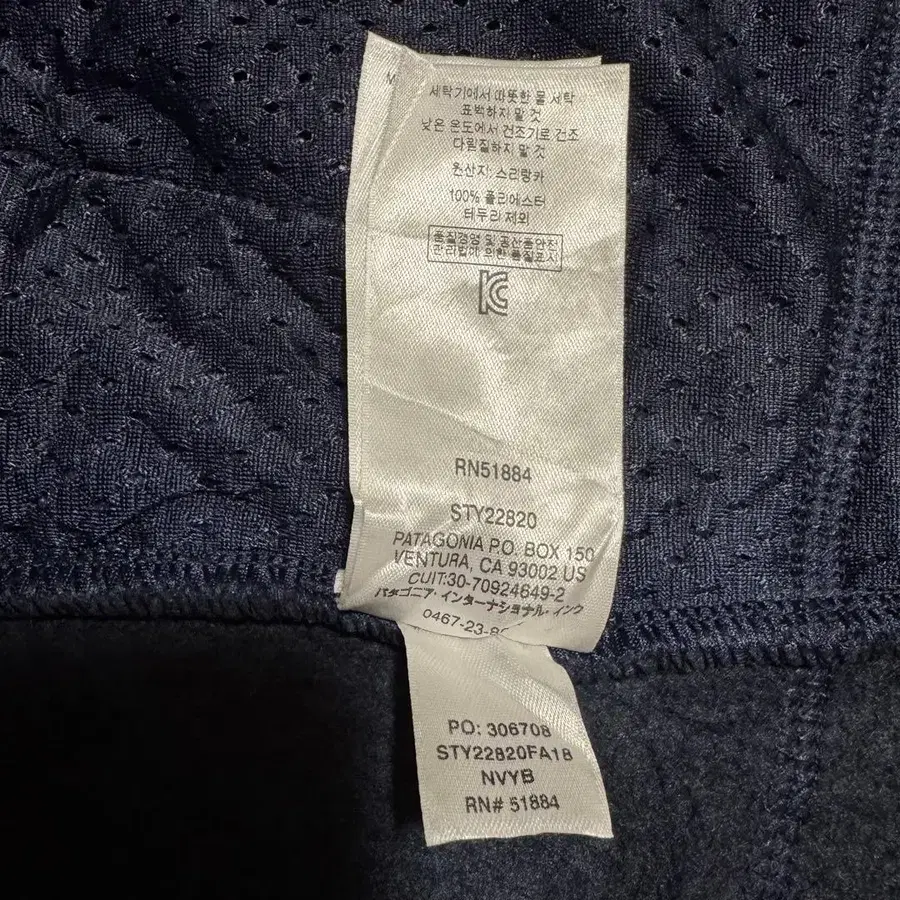 세탁기에서 따뜻한 물 세탁
표백하지 말 것
낮은 온도에서 건조기로 건조
다림질하지 말 것
원산지: 스리랑카
100% 폴리에스터
테두리 제외
품질경영 및 공산품안전
관리법에 의한 품질표시
KC
RN51884
STY22820
PATAGONIA P.O. BOX 150
VENTURA, CA 93002 US
CUIT:30-70924649-2
パタゴニア・インターナショナル・インク
0467-23-8
PO: 306708
STY22820FA18
NVYB
RN# 51884